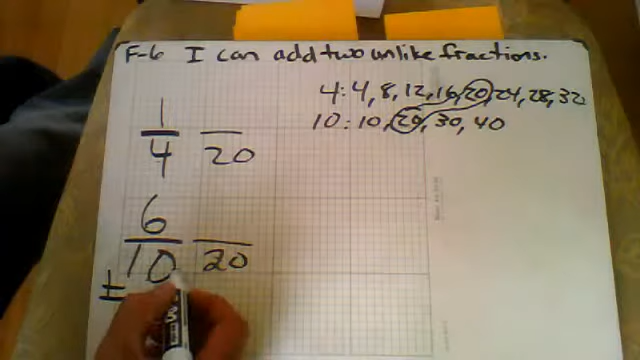 F-6 I can add two unlike fractions.
4: 4, 8, 12, 16, 20, 24, 28, 32
10: 10, 20, 30, 40
1
4 20
6
10 20
±